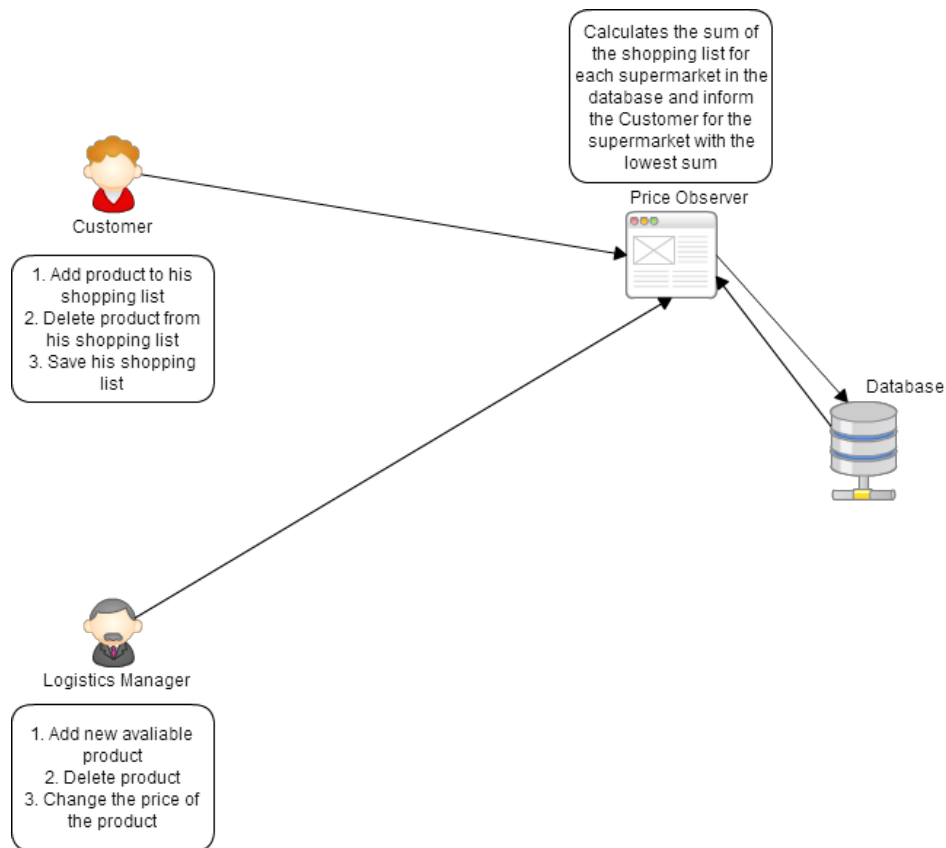 Calculates the sum of
the shopping list for
each supermarket in the
database and inform
the Customer for the
supermarket with the
lowest sum
Price Observer
Customer
1. Add product to his
shopping list
2. Delete product from
his shopping list
3. Save his shopping
list
Database
Logistics Manager
1. Add new avaliable
product
2. Delete product
3. Change the price of
the product